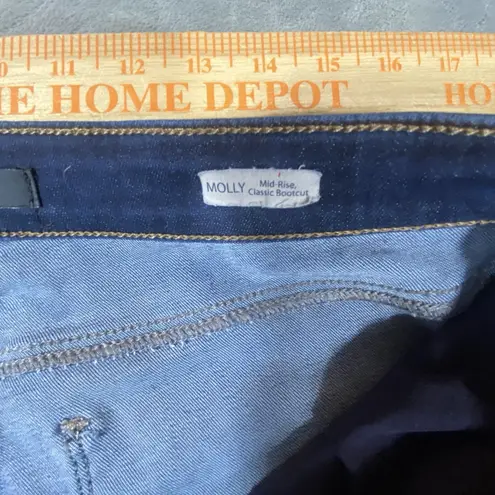 0 11 12 13 14 15 16 17
HE HOME DEPOT HO
MOLLY Mid-Rise,
Classic Bootcut